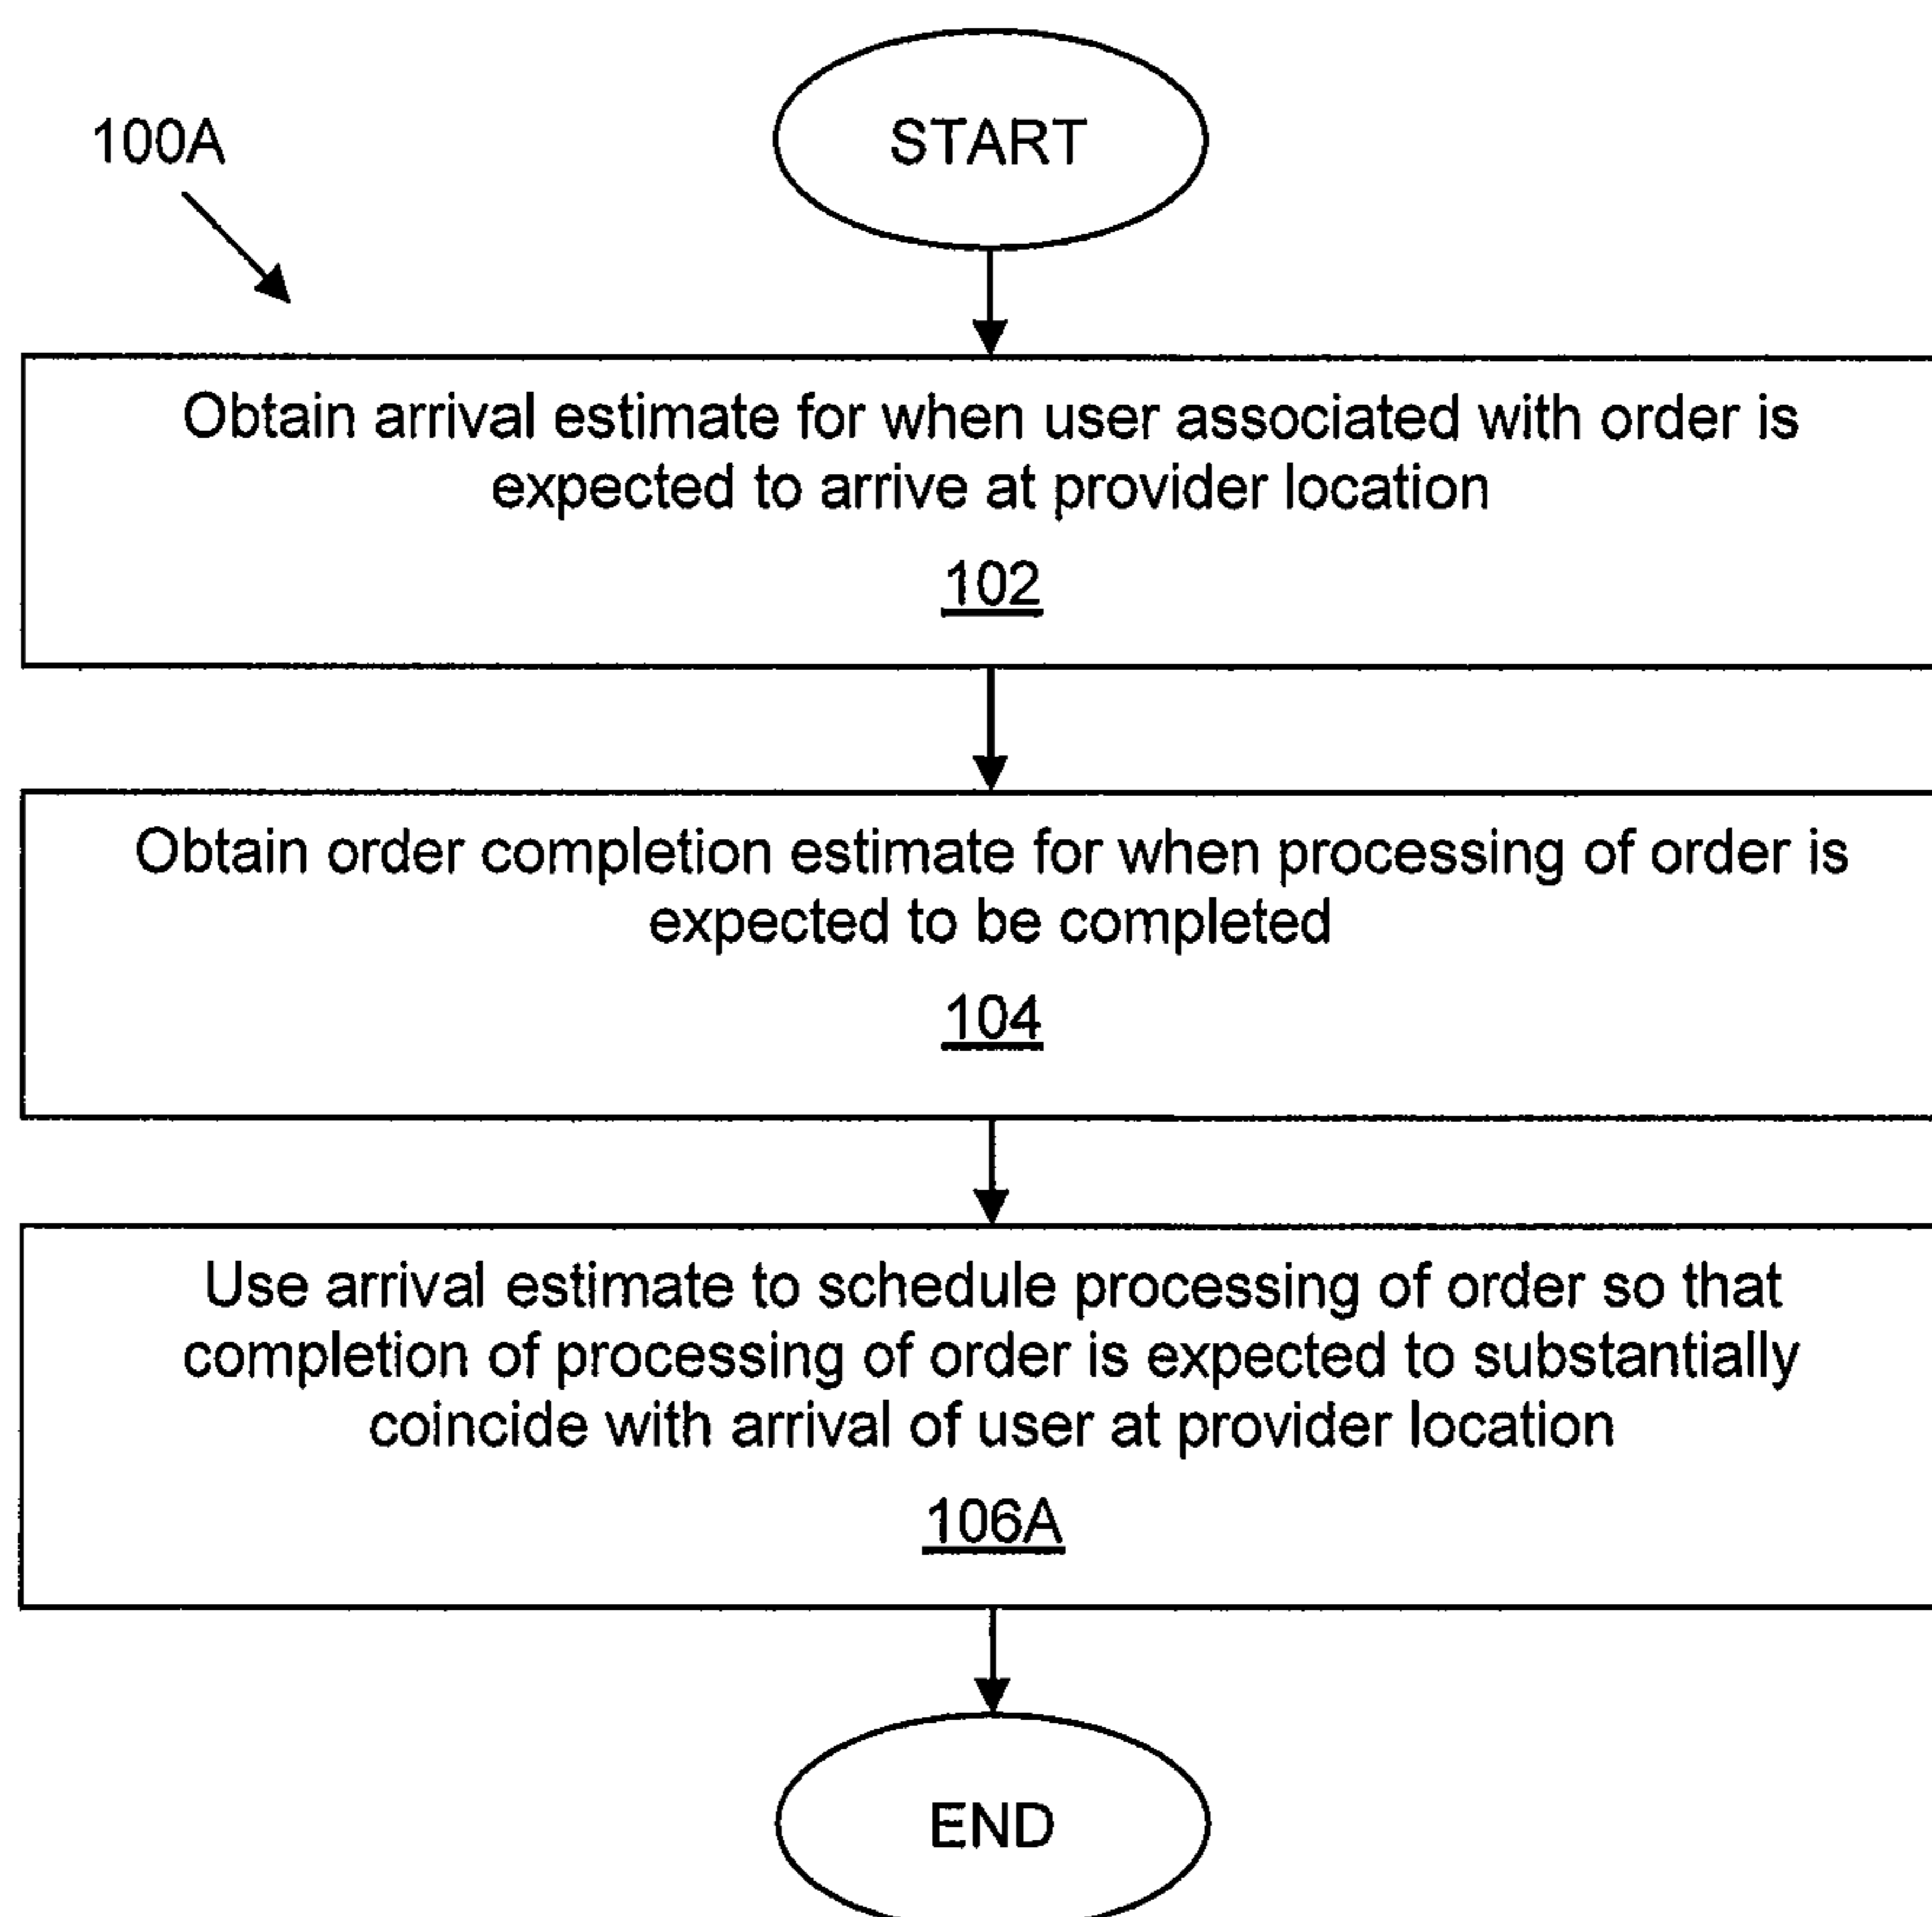 100A
START
Obtain arrival estimate for when user associated with order is
expected to arrive at provider location
102
Obtain order completion estimate for when processing of order is
expected to be completed
104
Use arrival estimate to schedule processing of order so that
completion of processing of order is expected to substantially
coincide with arrival of user at provider location
106A
END